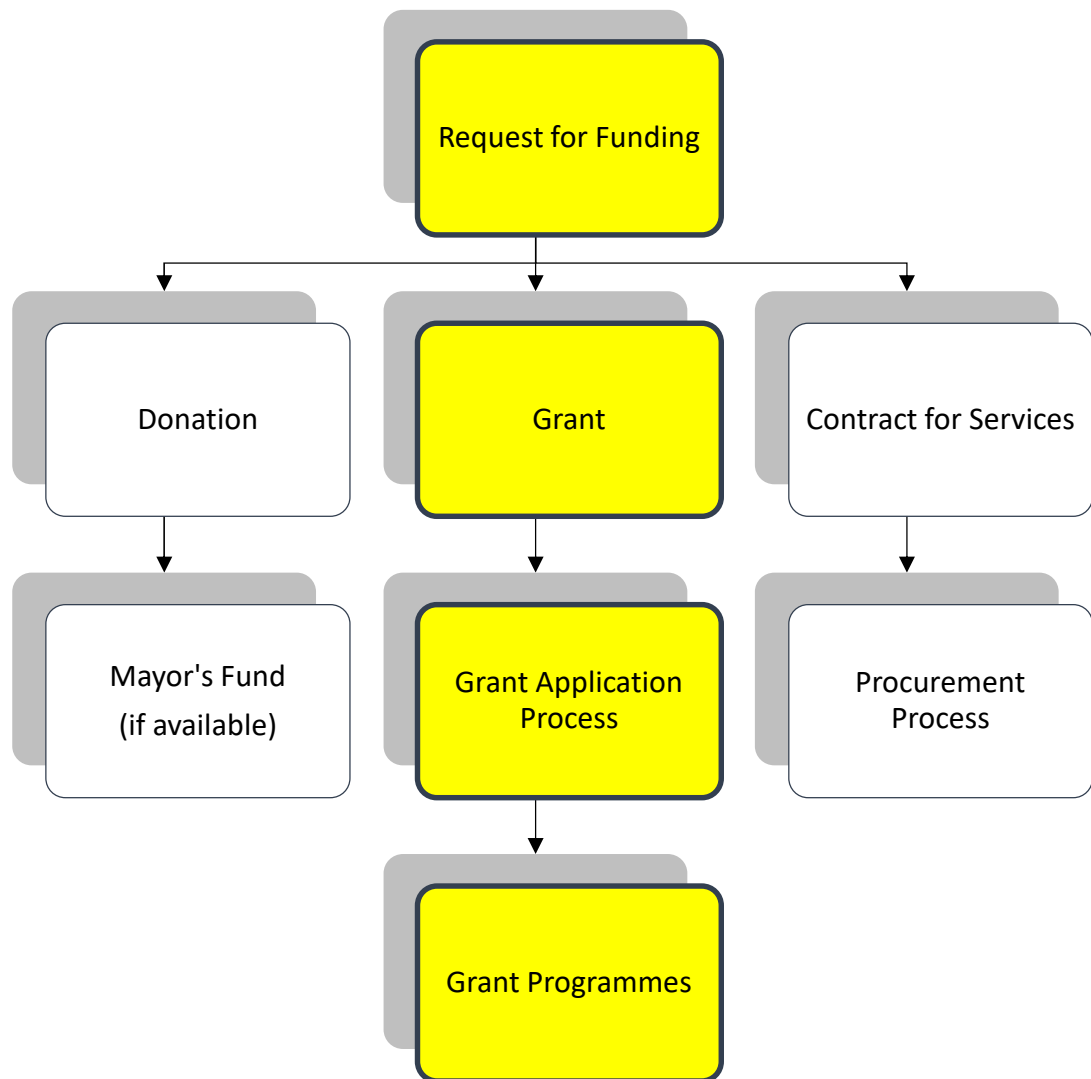 Request for Funding
Donation
Grant
Contract for Services
Mayor's Fund
(if available)
Grant Application
Process
Procurement
Process
Grant Programmes